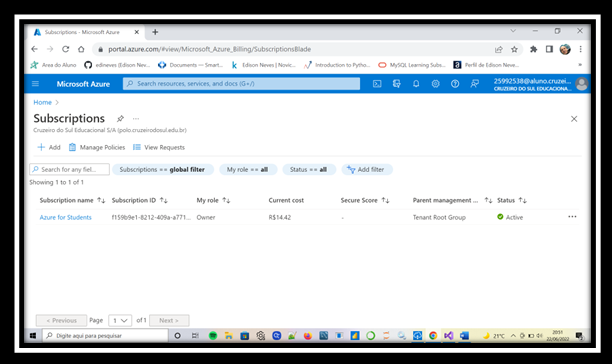 Subscriptions - Microsoft Azure
portal.azure.com/#view/Microsoft_Azure_Billing/SubscriptionsBlade
Area do Aluno edineves (Edison Nev... Documents — Smart... Edison Neves | Novic... Introduction to Pytho... MySQL Learning Subs... Perfil de Edison Neve...
Microsoft Azure Search resources, services, and docs (G+/) 25992538@aluno.cruzei...
CRUZEIRO DO SUL EDUCACIONA...
Home >
Subscriptions
Cruzeiro do Sul Educacional S/A (polo.cruzeirodosul.edu.br)
+ Add Manage Policies View Requests
Search for any fiel... Subscriptions == global filter My role == all Status == all Add filter
Showing 1 to 1 of 1
Subscription name Subscription ID My role Current cost Secure Score Parent management ... Status
Azure for Students f159b9e1-8212-409a-a771... Owner R$14.42 - Tenant Root Group Active
< Previous Page 1 of 1 Next >
Digite aqui para pesquisar 21°C 20:51
22/06/2022